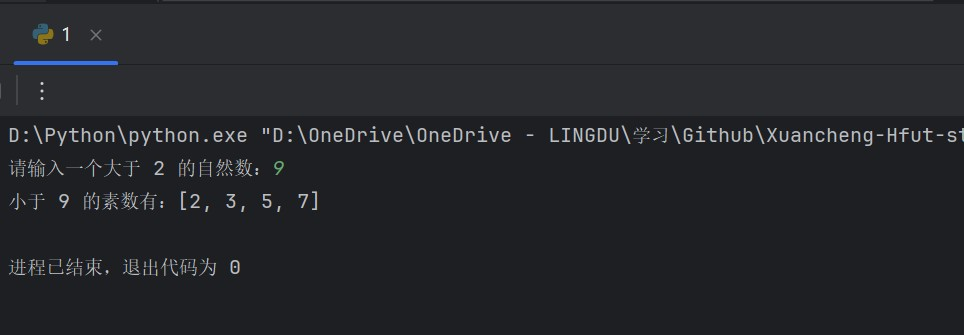 1
D:\Python\python.exe "D:\OneDrive\OneDrive - LINGDU\学习\Github\Xuancheng-Hfut-st
请输入一个大于 2 的自然数：9
小于 9 的素数有：[2, 3, 5, 7]
进程已结束，退出代码为 0